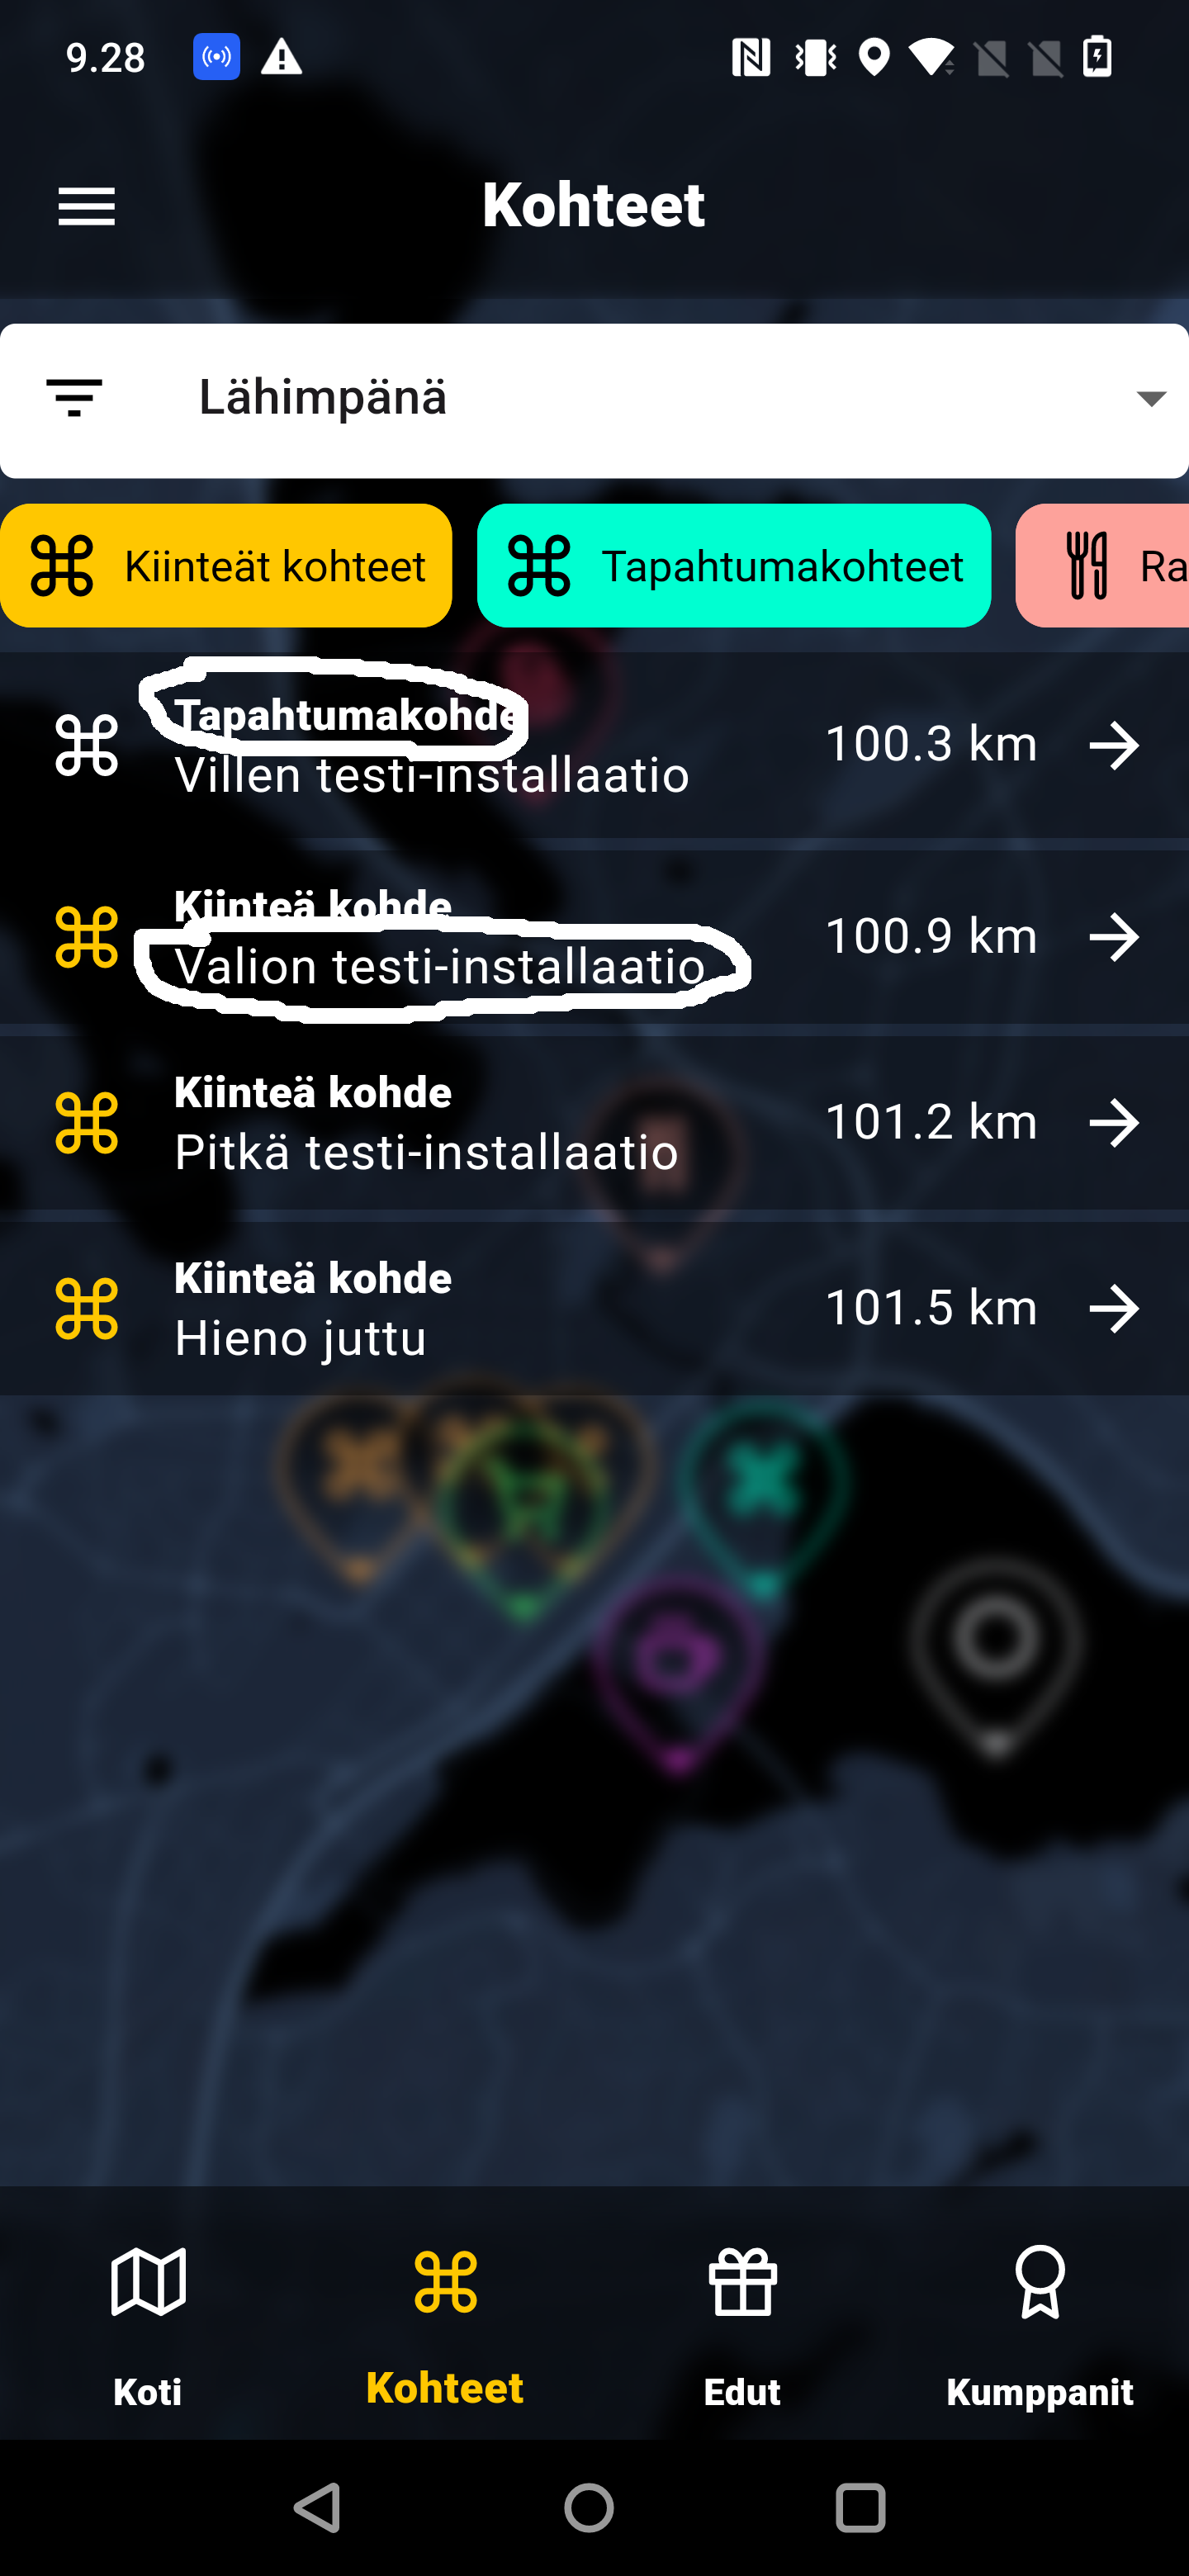 9.28
Kohteet
Lähimpänä
Kiinteät kohteet
Tapahtumakohteet
Ra
Tapahtumakohde
Villen testi-installaatio
100.3 km
Kiinteä kohde
Valion testi-installaatio
100.9 km
Kiinteä kohde
Pitkä testi-installaatio
101.2 km
Kiinteä kohde
Hieno juttu
101.5 km
Koti
Kohteet
Edut
Kumppanit